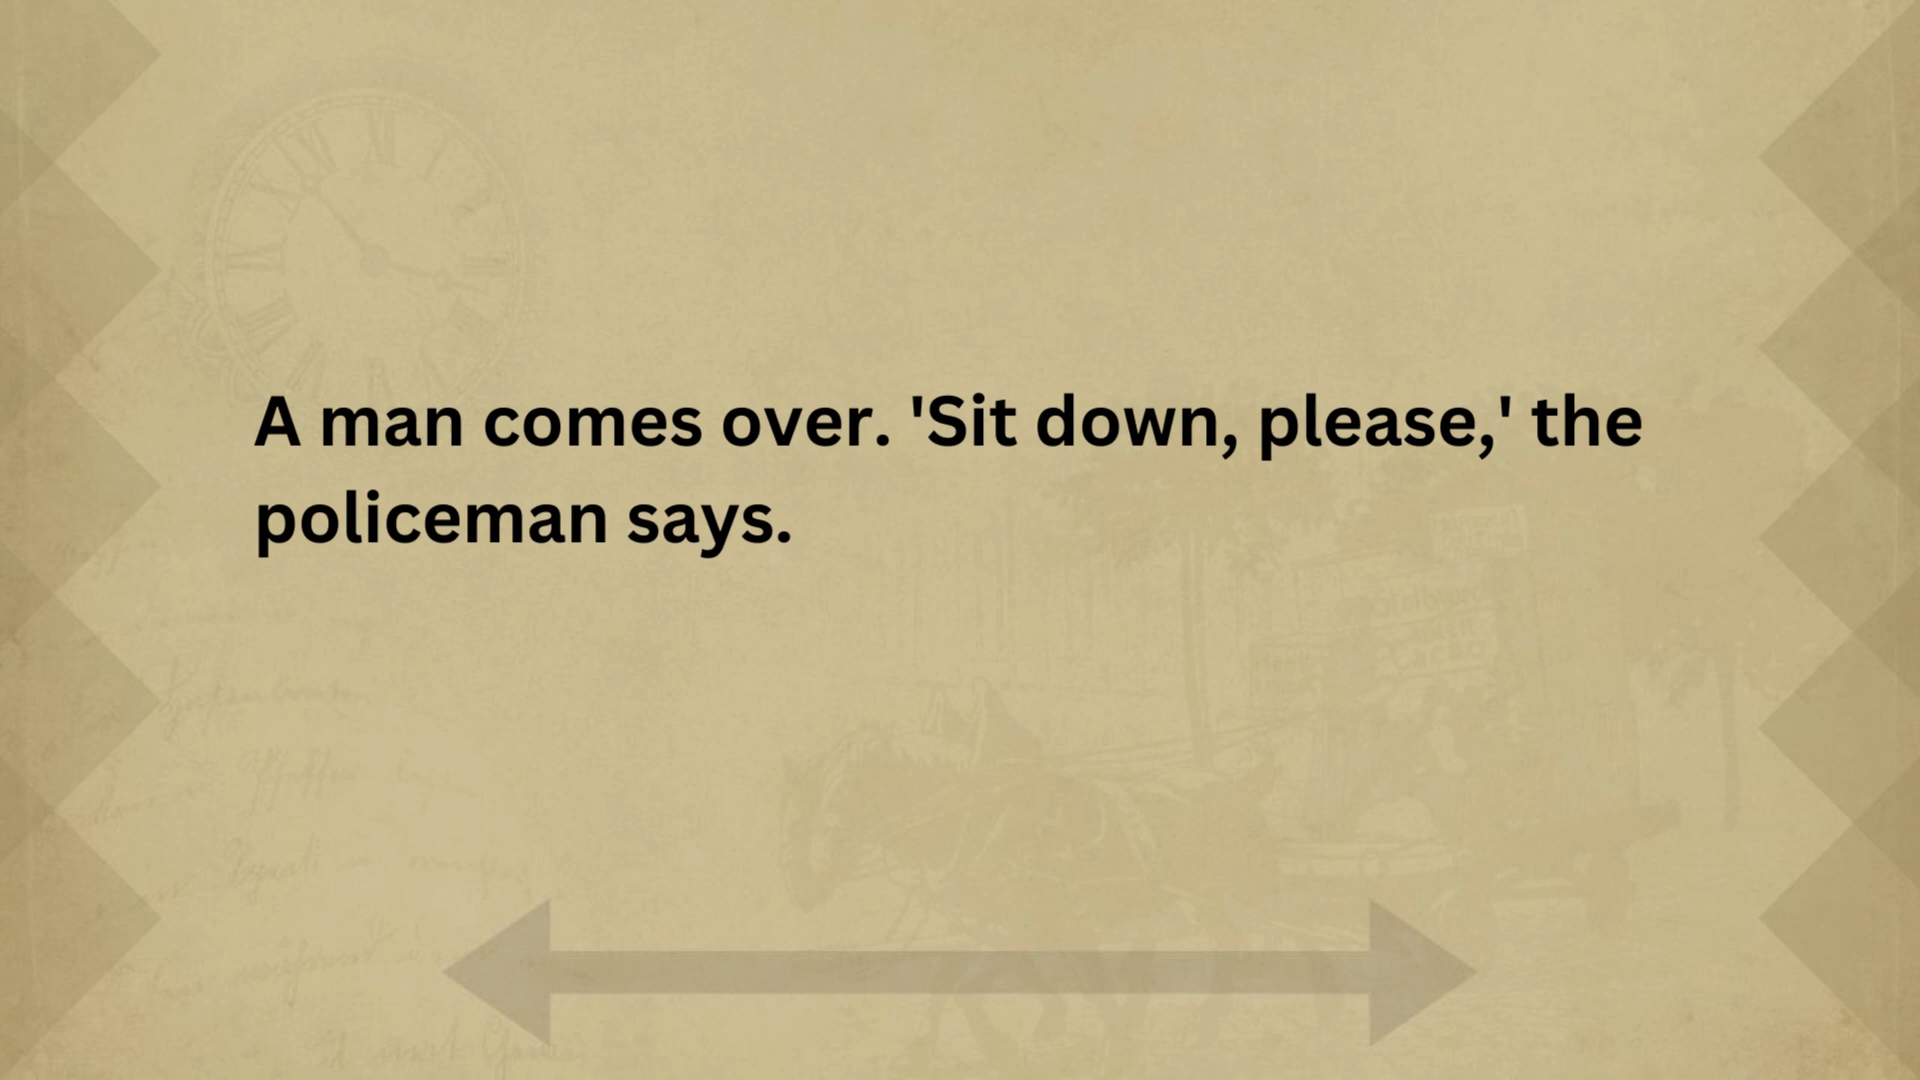 A man comes over. 'Sit down, please,' the
policeman says.